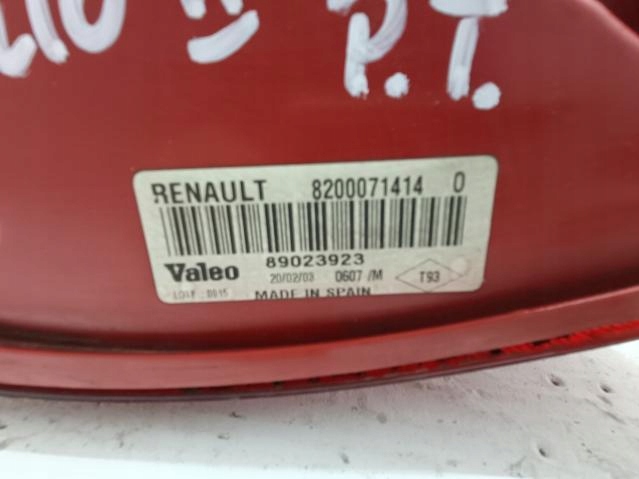 P.T.
RENAULT 8200071414 0
89023923
Valeo 20/02/03 0607 /M T93
MADE IN SPAIN